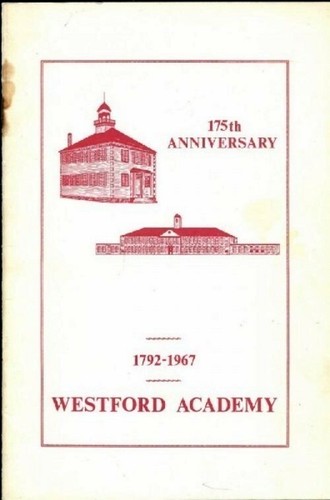 175th
ANNIVERSARY
1792-1967
WESTFORD ACADEMY